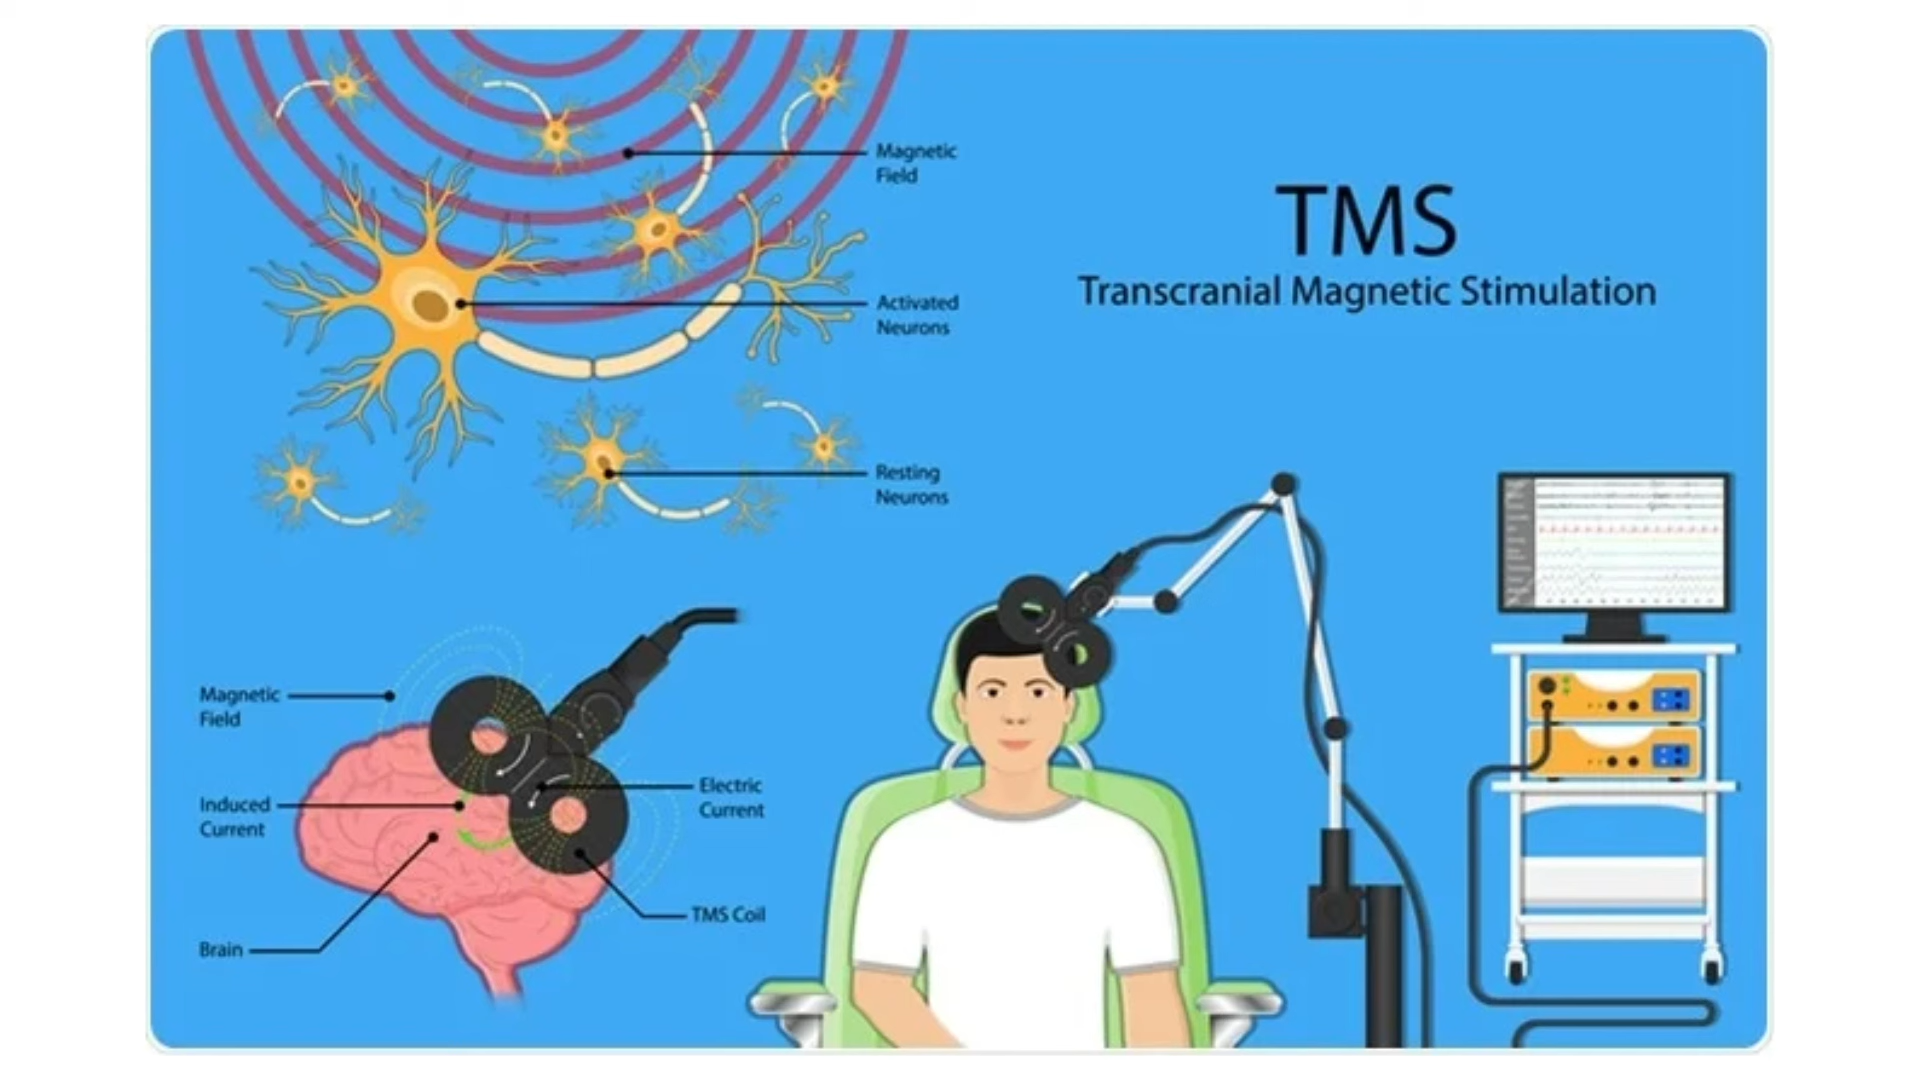 Magnetic
Field
TMS
Transcranial Magnetic Stimulation
Activated
Neurons
Resting
Neurons
Magnetic
Field
Electric
Current
Induced
Current
TMS Coil
Brain